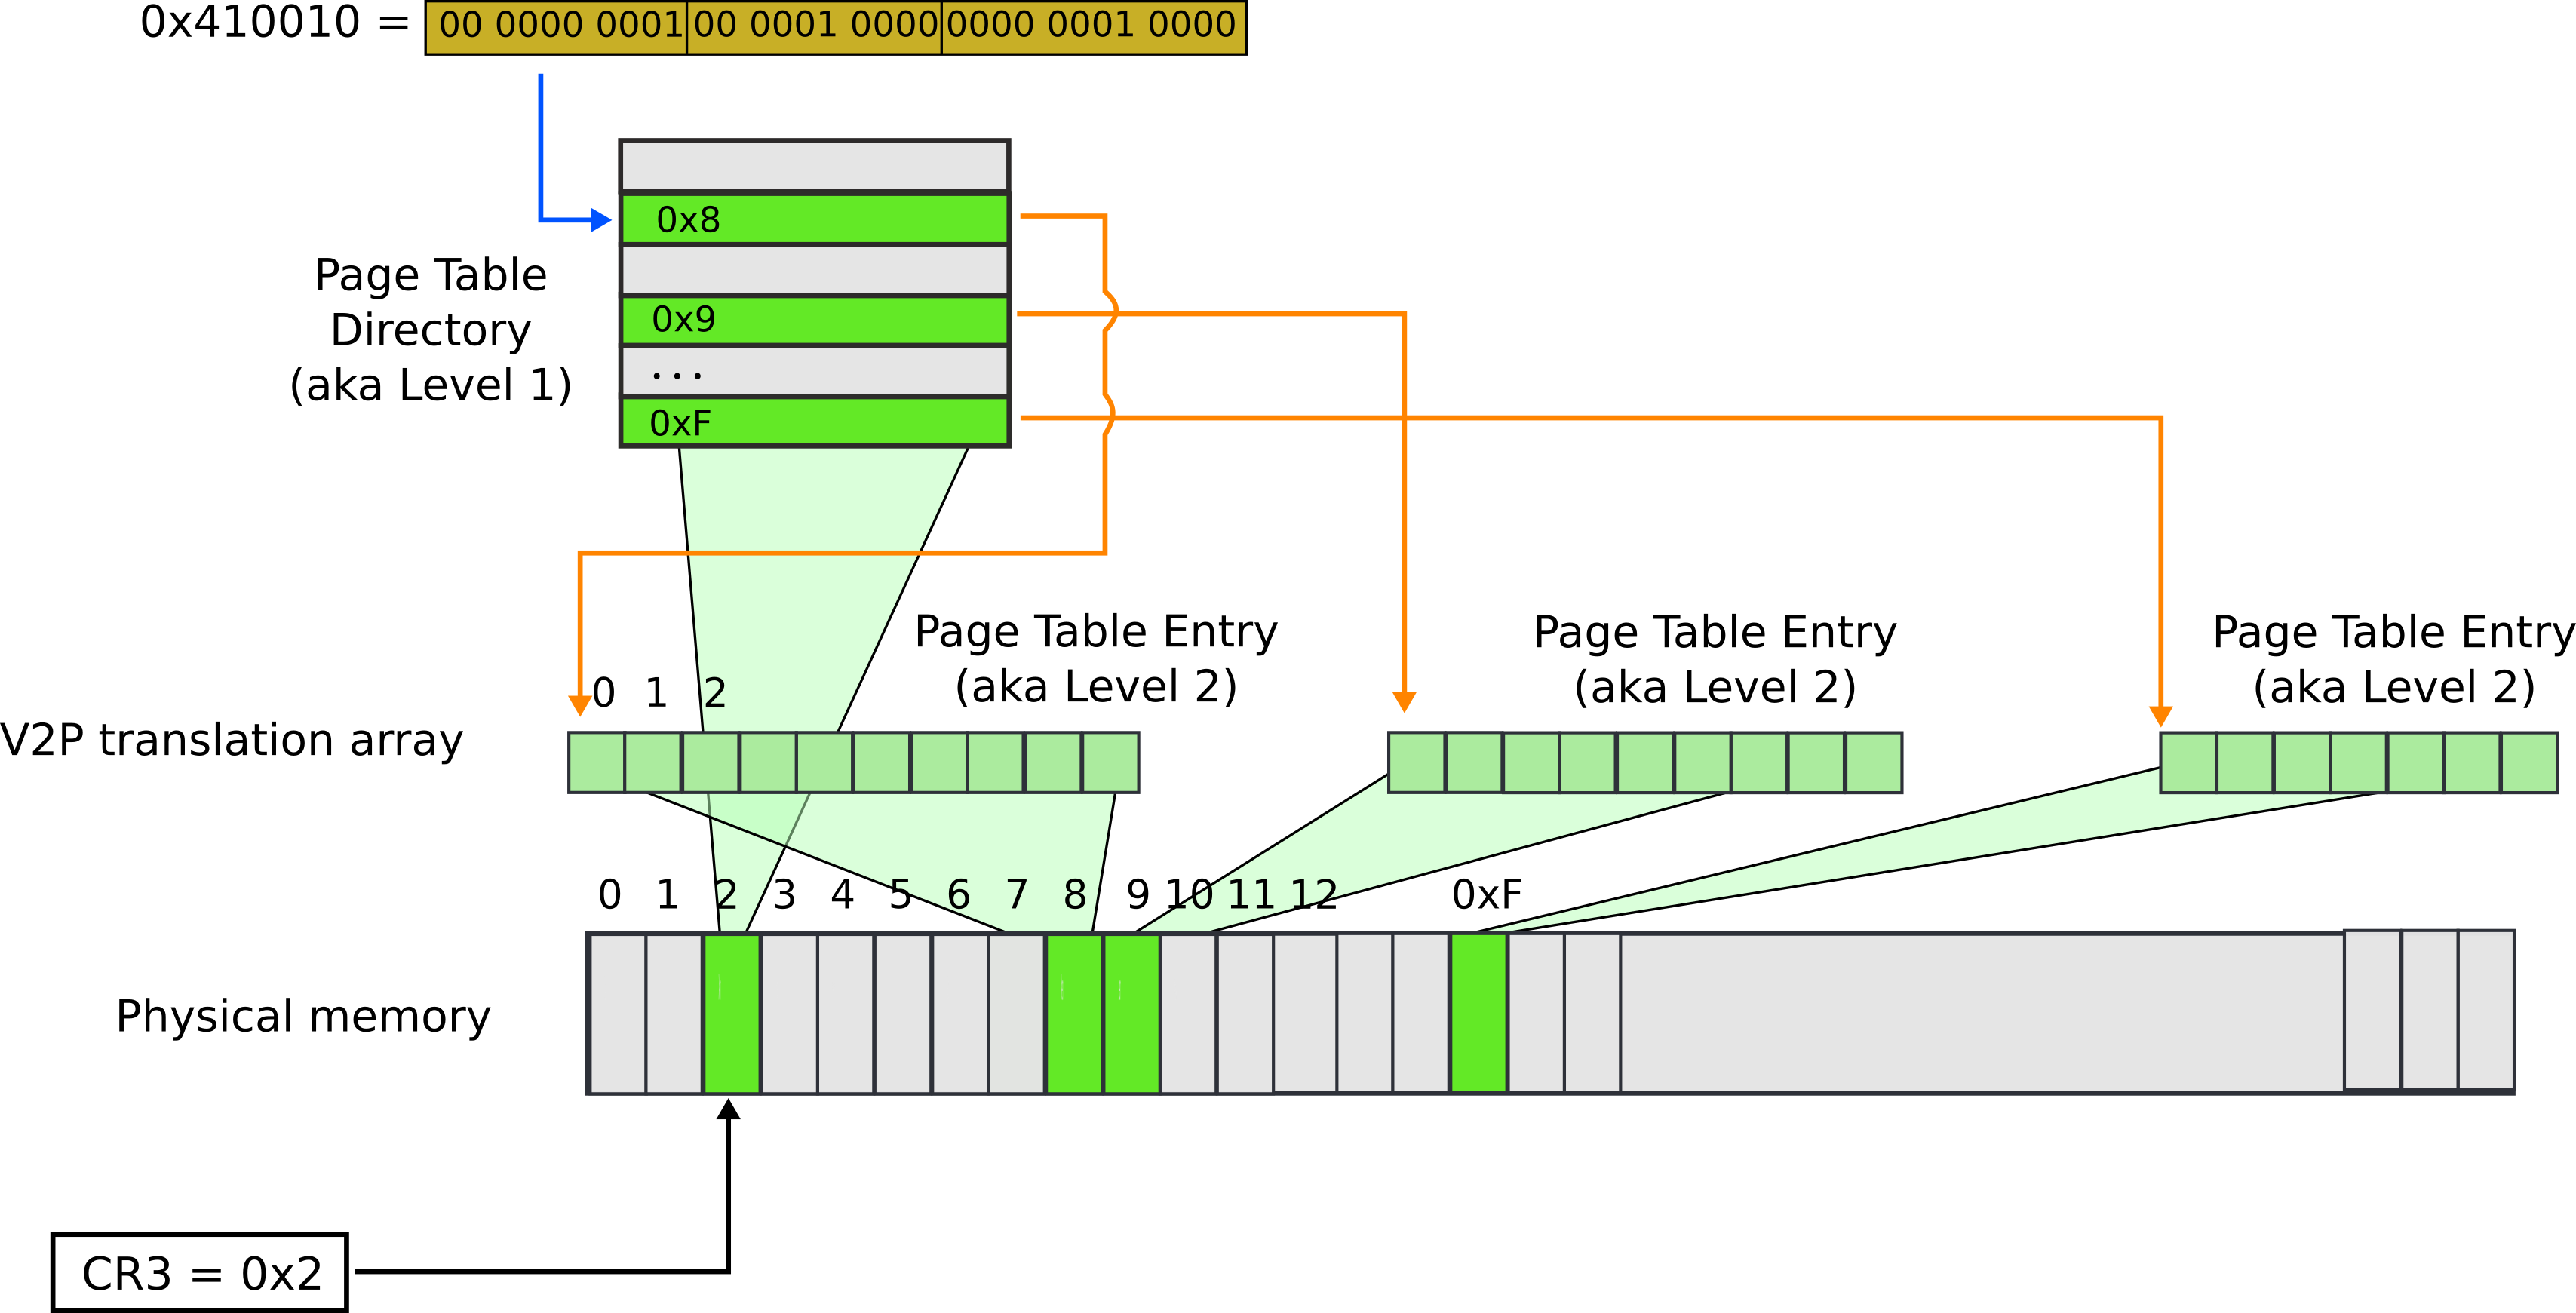 0x410010 = 00 0000 0001 00 0001 0000 0000 0001 0000
0x8
Page Table
Directory
(aka Level 1)
0x9
...
0xF
Page Table Entry
(aka Level 2)
Page Table Entry
(aka Level 2)
Page Table Entry
(aka Level 2)
0 1 2
V2P translation array
0 1 2 3 4 5 6 7 8 9 10 11 12 0xF
Physical memory
CR3 = 0x2